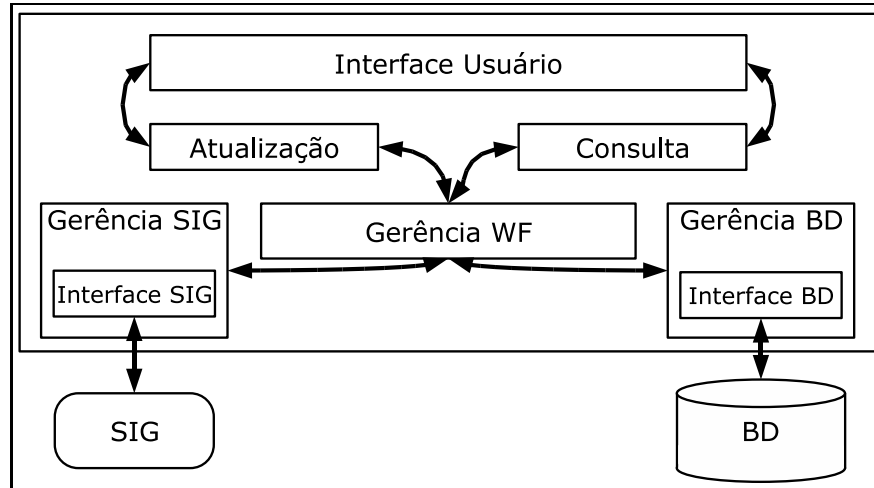 Interface Usuário
Atualização
Consulta
Gerência SIG
Gerência WF
Gerência BD
Interface SIG
Interface BD
SIG
BD